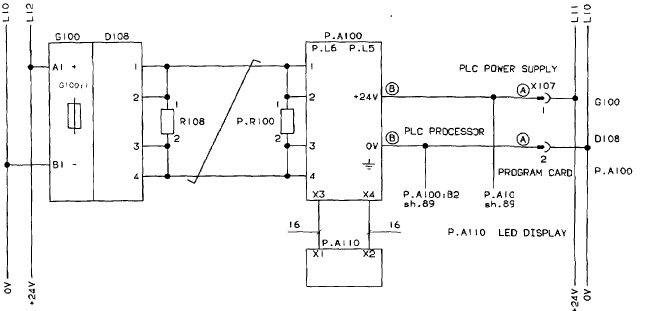 L10
L12
L11
L10
G100
D108
P.A100
P.L6
P.L5
PLC POWER SUPPLY
A1
+
1
1
G100:1
2
1
1
2
+24V
B
A
X107
1
G100
R108
P.R100
PLC PROCESSOR
D108
2
2
B
A
3
3
0V
2
B1
-
4
4
PROGRAM CARD
P.A100
X3
X4
P.A100:B2
sh.89
P.A10
sh.89
16
16
P.A110
LED DISPLAY
P.A110
X1
X2
0V
+24V
+24V
0V